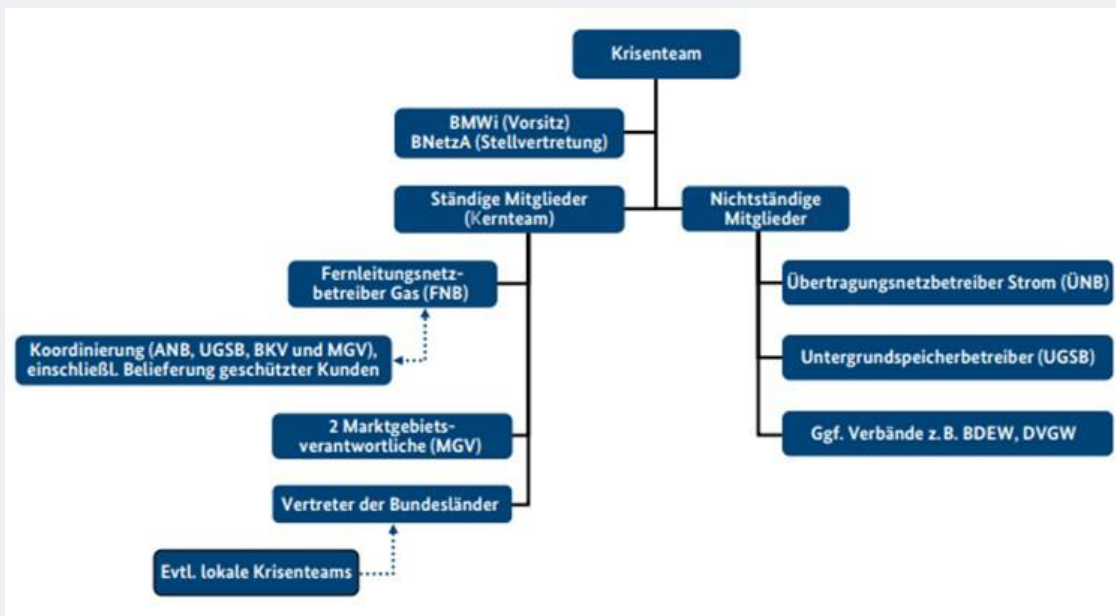 Krisenteam
BMWi (Vorsitz)
BNetzA (Stellvertretung)
Ständige Mitglieder
(Kernteam)
Nichtständige
Mitglieder
Fernleitungsnetz-
betreiber Gas (FNB)
Koordinierung (ANB, UGSB, BKV und MGV),
einschließl. Belieferung geschützter Kunden
2 Marktgebiets-
verantwortliche (MGV)
Vertreter der Bundesländer
Evtl. lokale Krisenteams
Übertragungsnetzbetreiber Strom (ÜNB)
Untergrundspeicherbetreiber (UGSB)
Ggf. Verbände z. B. BDEW, DVGW